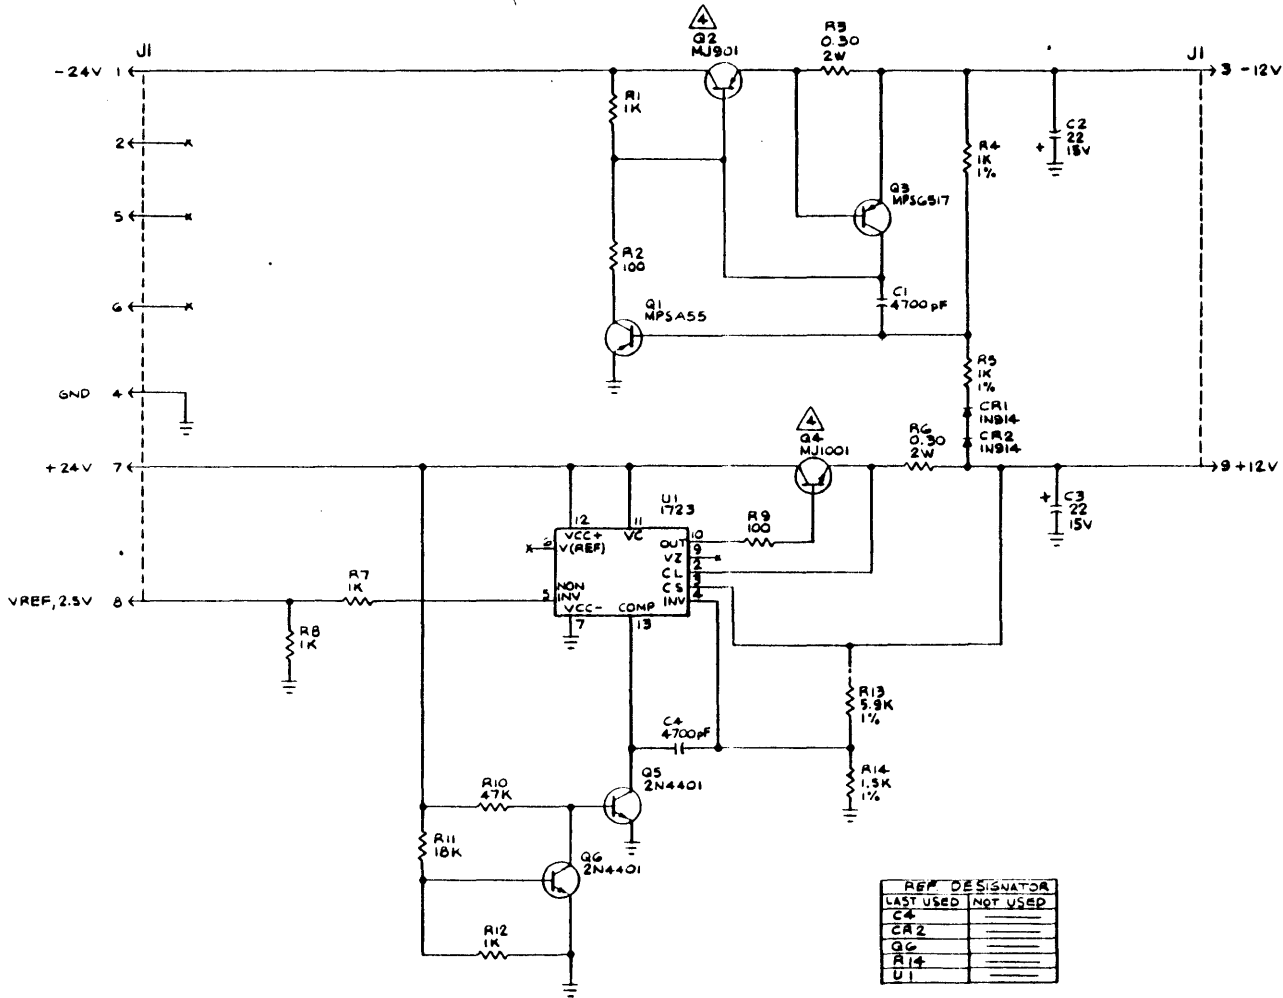 J1
-24V 1
2
5
6
GND 4
+24V 7
VREF, 2.5V 8
4
Q2
MJ901
R3
0.30
2W
J1
3 -12V
R1
1K
R2
100
Q1
MPSA55
Q3
MPS6517
C1
4700pF
R4
1K
1%
C2
22
15V
+
R5
1K
1%
CR1
1N914
CR2
1N914
4
Q4
MJ1001
R6
0.30
2W
9 +12V
+
C3
22
15V
U1
1723
12
VCC+
11
VC
6
V(REF)
10
OUT
9
VZ
2
CL
3
CS
4
INV
5
NON
INV
VCC-
7
COMP
13
R9
100
R7
1K
R8
1K
R13
5.9K
1%
R14
1.5K
1%
C4
4700pF
Q5
2N4401
R10
47K
R11
18K
Q6
2N4401
R12
1K
REF DESIGNATOR
LAST USED NOT USED
C4
CR2
Q6
R14
U1